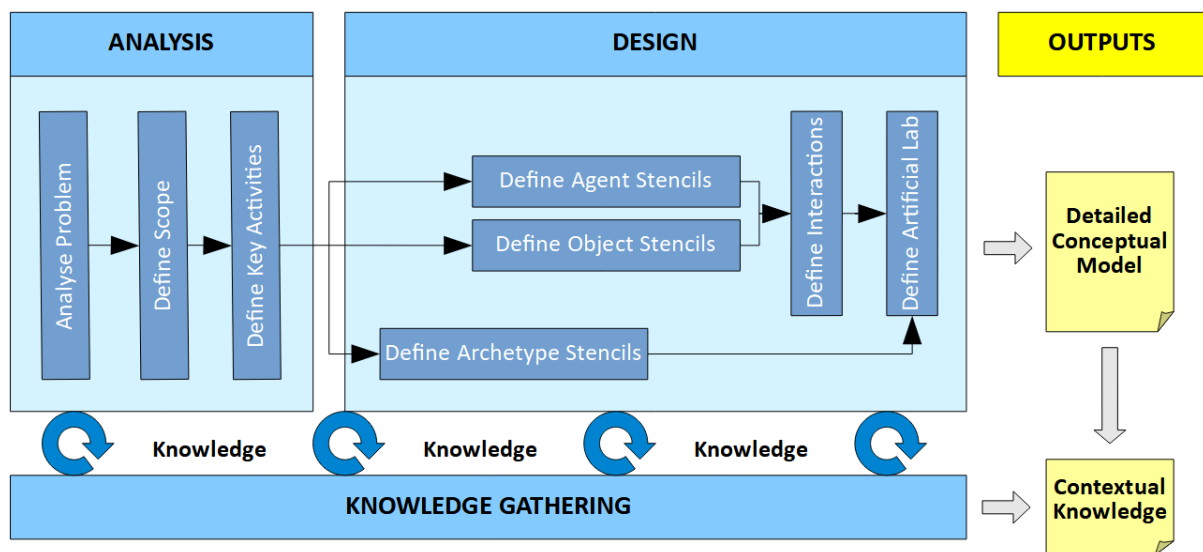 ANALYSIS
DESIGN
OUTPUTS
Analyse Problem
Define Scope
Define Key Activities
Define Agent Stencils
Define Object Stencils
Define Archetype Stencils
Define Interactions
Define Artificial Lab
Detailed
Conceptual
Model
Knowledge
Knowledge
Knowledge
KNOWLEDGE GATHERING
Contextual
Knowledge